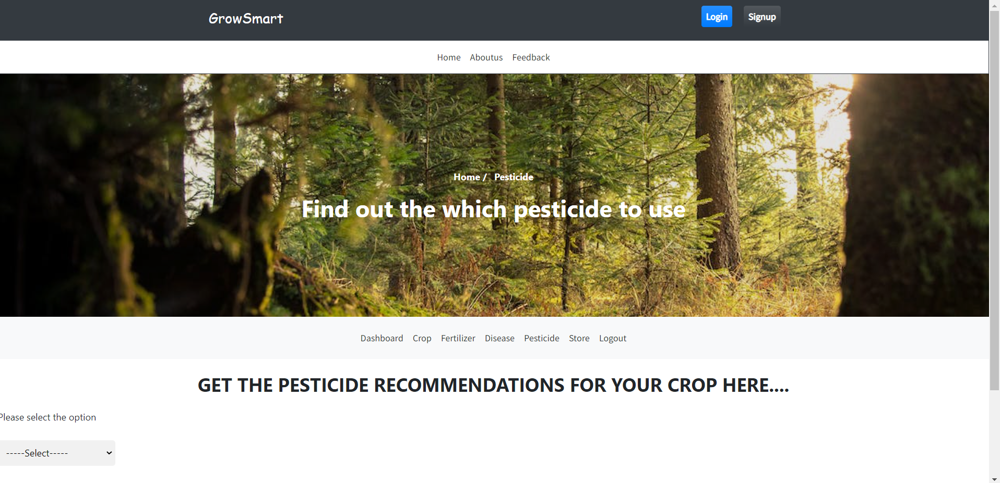 GrowSmart
Login Signup
Home Aboutus Feedback
Home / Pesticide
Find out the which pesticide to use
Dashboard Crop Fertilizer Disease Pesticide Store Logout
GET THE PESTICIDE RECOMMENDATIONS FOR YOUR CROP HERE....
Please select the option
-----Select-----